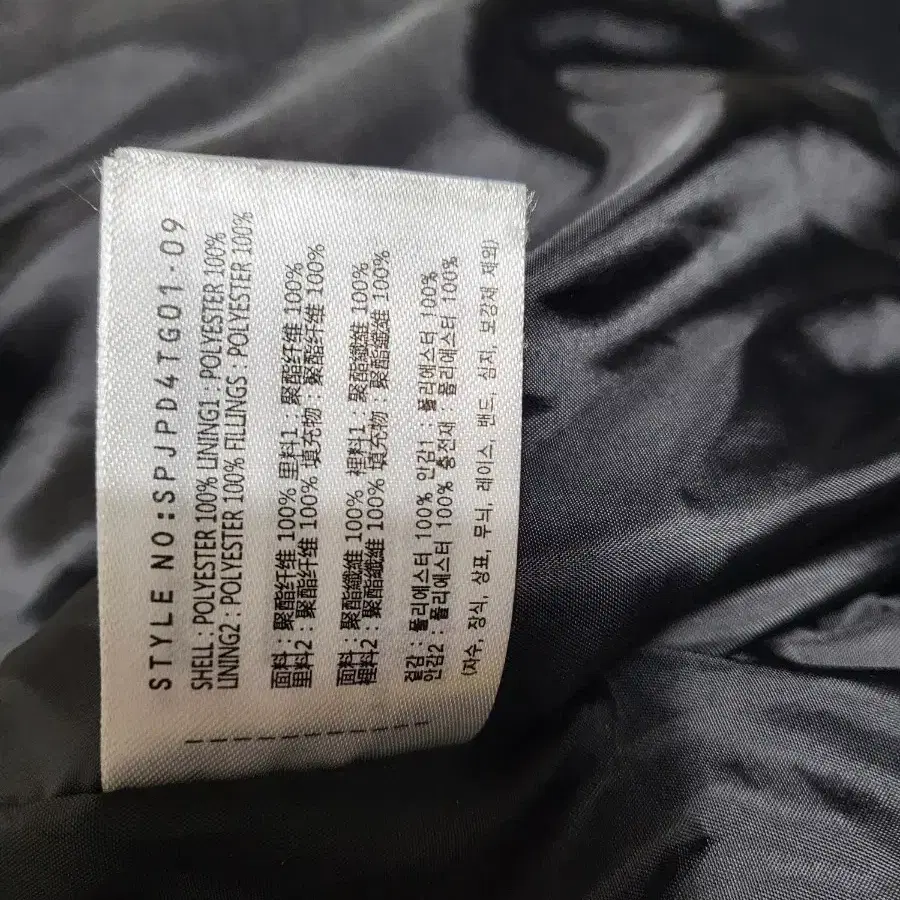 STYLE NO:SPJPD4TG01-09
SHELL : POLYESTER 100% LINING1 : POLYESTER 100%
LINING2 : POLYESTER 100% FILLINGS : POLYESTER 100%
面料 : 聚酯纤维 100% 里料1 : 聚酯纤维 100%
里料2 : 聚酯纤维 100% 填充物 : 聚酯纤维 100%
面料 : 聚酯纖維 100% 裡料1 : 聚酯纖維 100%
裡料2 : 聚酯纖維 100% 填充物 : 聚酯纖維 100%
겉감 : 폴리에스터 100% 안감1 : 폴리에스터 100%
안감2 : 폴리에스터 100% 충전재 : 폴리에스터 100%
(자수, 장식, 상표, 무늬, 레이스, 밴드, 심지, 보강재 제외)